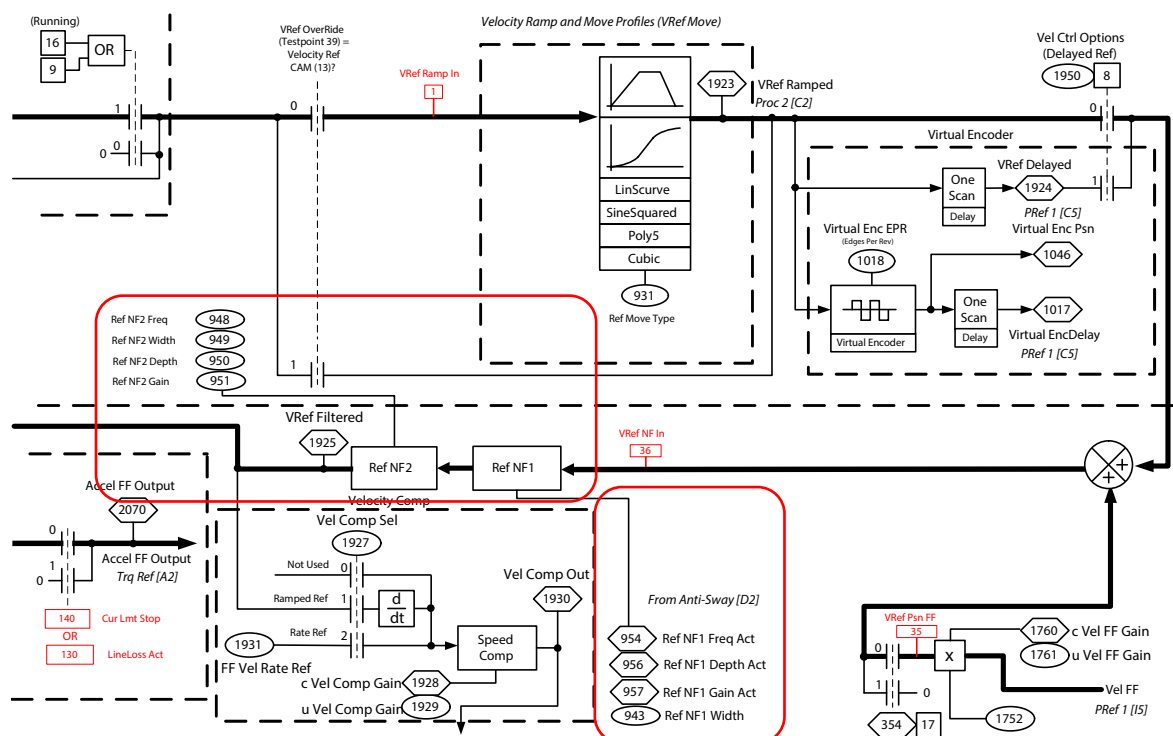 (Running)
16
9
OR
1
0
0
VRef OverRide
(Testpoint 39) =
Velocity Ref
CAM (13)?
0
1
VRef Ramp In
1
Velocity Ramp and Move Profiles (VRef Move)
LinScurve
SineSquared
Poly5
Cubic
931
Ref Move Type
1923
VRef Ramped
Proc 2 [C2]
Vel Ctrl Options
(Delayed Ref)
1950
8
0
1
Virtual Encoder
VRef Delayed
One
Scan
Delay
1924
PRef 1 [C5]
Virtual Enc EPR
(Edges Per Rev)
1018
Virtual Encoder
Virtual Enc Psn
1046
One
Scan
Delay
1017
Virtual EncDelay
PRef 1 [C5]
Ref NF2 Freq
948
Ref NF2 Width
949
Ref NF2 Depth
950
Ref NF2 Gain
951
VRef Filtered
1925
Ref NF2
Ref NF1
VRef NF In
36
+
+
Velocity Comp
Accel FF Output
2070
0
1
0
Accel FF Output
Trq Ref [A2]
140
Cur Lmt Stop
OR
130
LineLoss Act
Vel Comp Sel
1927
Not Used
0
Ramped Ref
1
d
dt
Rate Ref
2
1931
FF Vel Rate Ref
Speed
Comp
Vel Comp Out
1930
c Vel Comp Gain
1928
u Vel Comp Gain
1929
From Anti-Sway [D2]
954
Ref NF1 Freq Act
956
Ref NF1 Depth Act
957
Ref NF1 Gain Act
943
Ref NF1 Width
VRef Psn FF
35
0
1
0
X
354
17
1760
c Vel FF Gain
1761
u Vel FF Gain
Vel FF
PRef 1 [I5]
1752